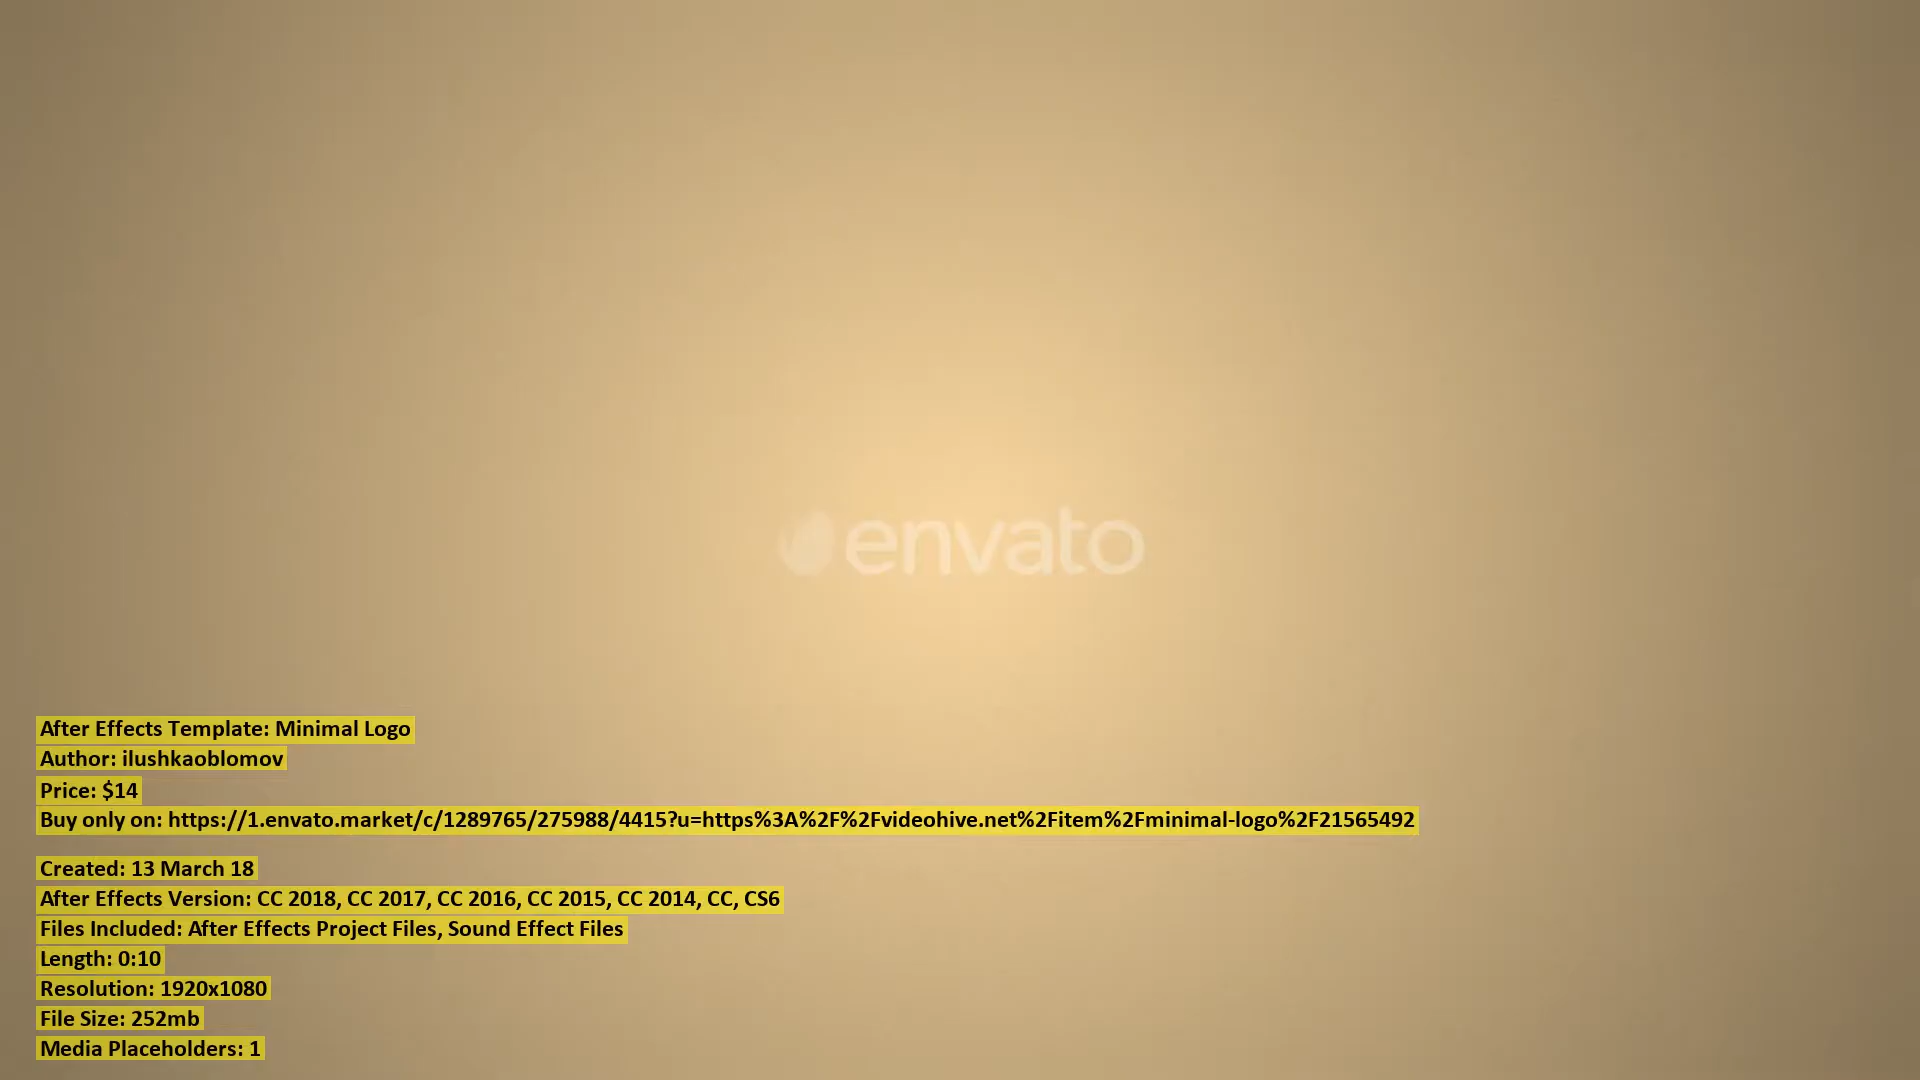 envato
After Effects Template: Minimal Logo
Author: ilushkaoblomov
Price: $14
Buy only on: https://1.envato.market/c/1289765/275988/4415?u=https%3A%2F%2Fvideohive.net%2Fitem%2Fminimal-logo%2F21565492
Created: 13 March 18
After Effects Version: CC 2018, CC 2017, CC 2016, CC 2015, CC 2014, CC, CS6
Files Included: After Effects Project Files, Sound Effect Files
Length: 0:10
Resolution: 1920x1080
File Size: 252mb
Media Placeholders: 1